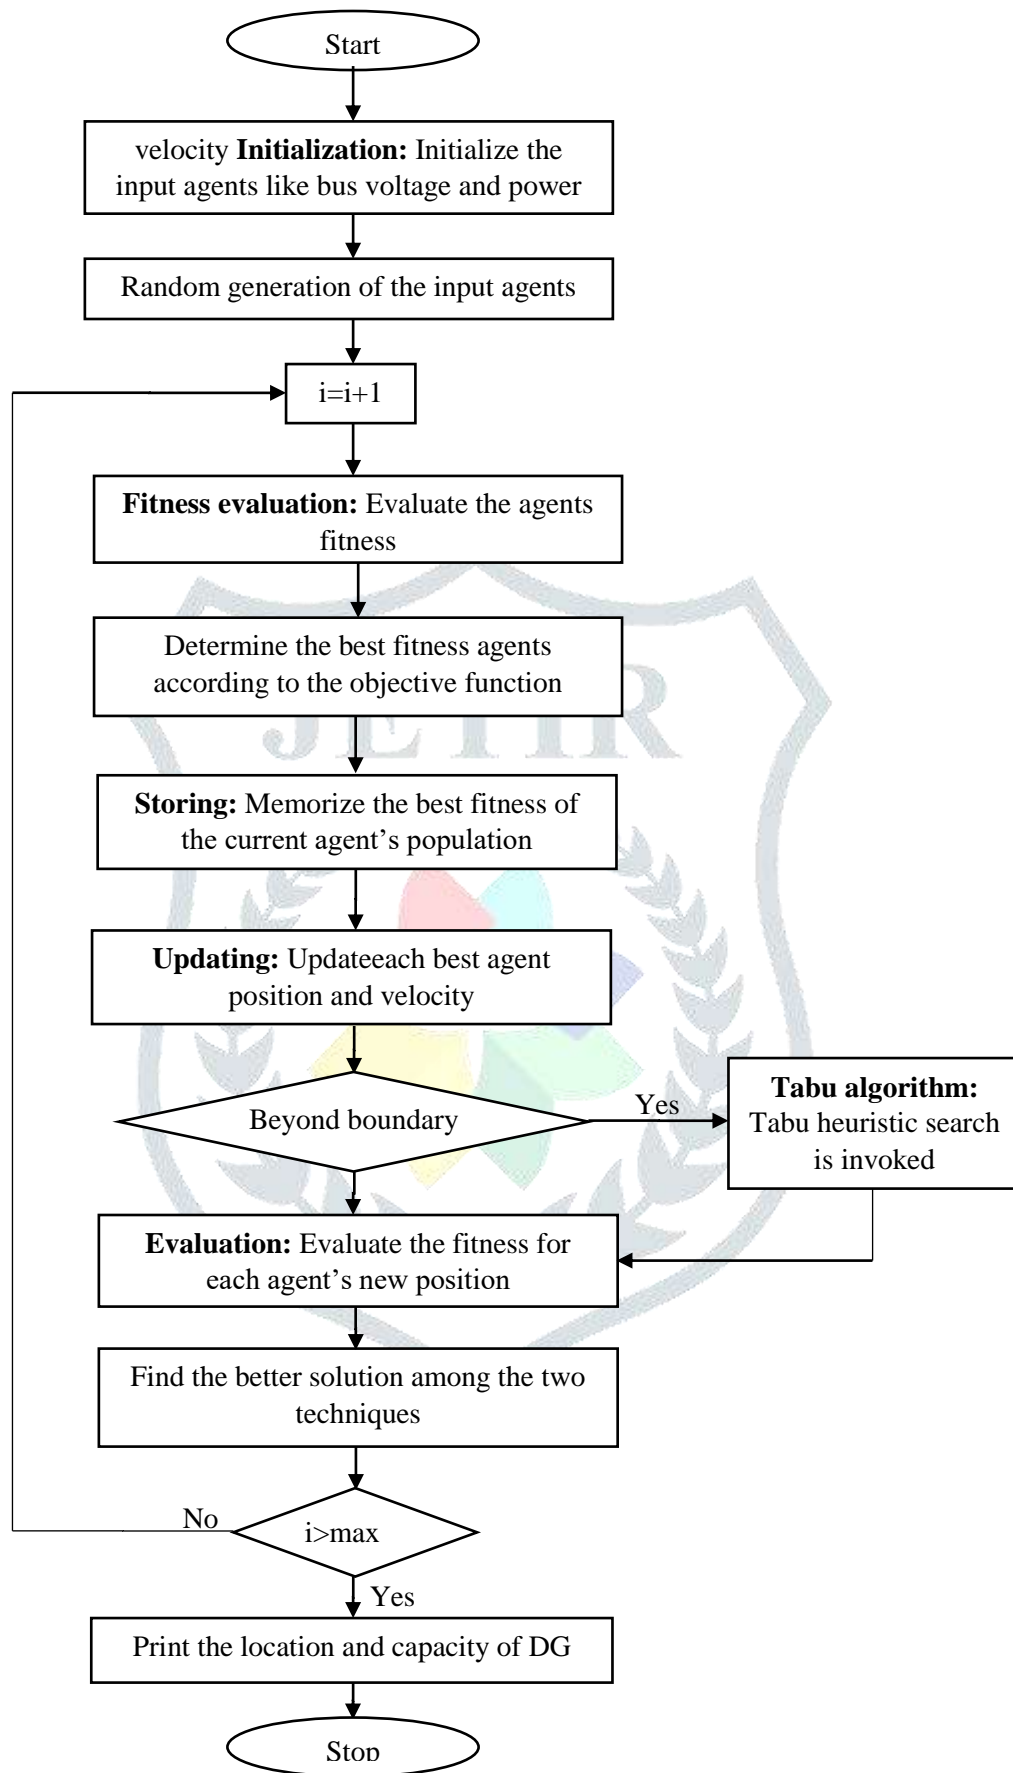 Start
velocity Initialization: Initialize the
input agents like bus voltage and power
Random generation of the input agents
i=i+1
Fitness evaluation: Evaluate the agents
fitness
Determine the best fitness agents
according to the objective function
JETIR
Storing: Memorize the best fitness of
the current agent’s population
Updating: Updateeach best agent
position and velocity
Beyond boundary
Yes
Tabu algorithm:
Tabu heuristic search
is invoked
Evaluation: Evaluate the fitness for
each agent’s new position
Find the better solution among the two
techniques
No
i>max
Yes
Print the location and capacity of DG
Stop